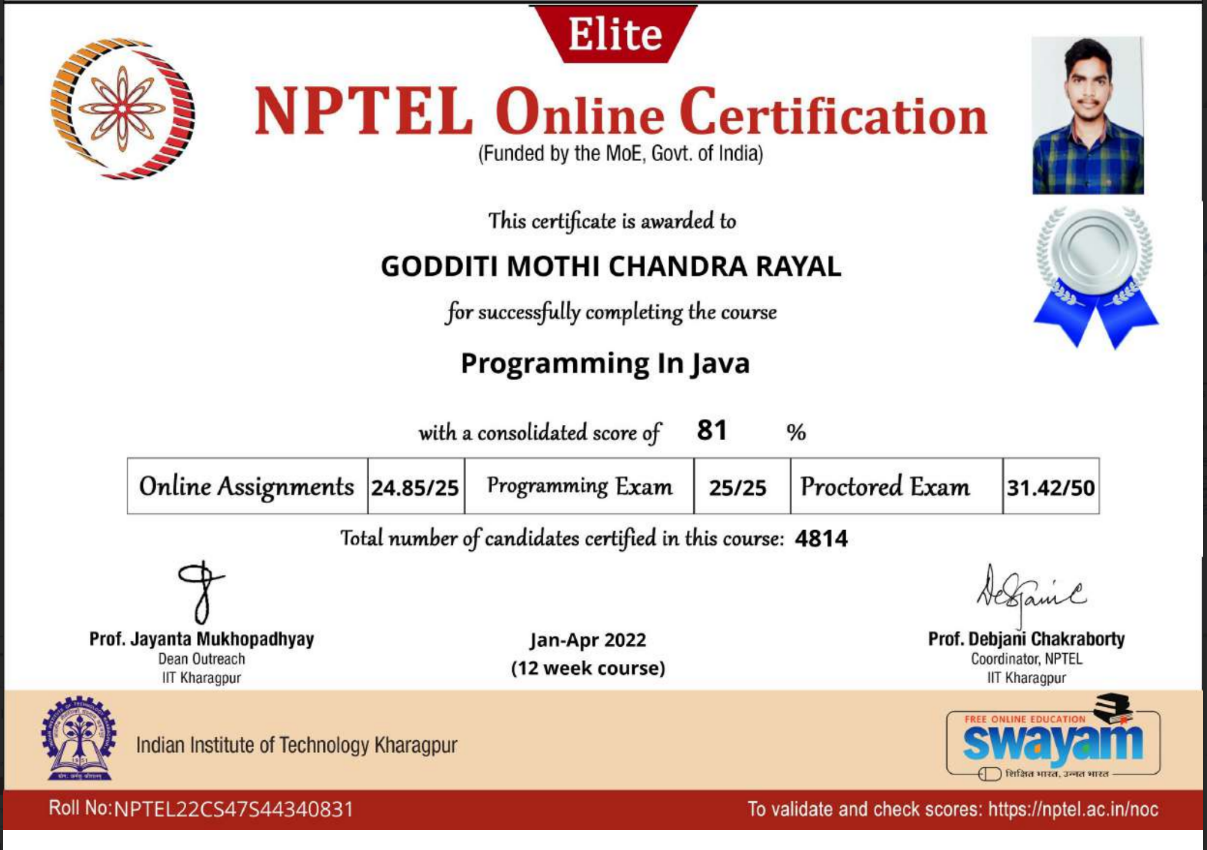 Elite
NPTEL Online Certification
(Funded by the MoE, Govt. of India)
This certificate is awarded to
GODDITI MOTHI CHANDRA RAYAL
for successfully completing the course
Programming In Java
with a consolidated score of 81 %
Online Assignments 24.85/25 Programming Exam 25/25 Proctored Exam 31.42/50
Total number of candidates certified in this course: 4814
Prof. Jayanta Mukhopadhyay
Dean Outreach
IIT Kharagpur
Jan-Apr 2022
(12 week course)
Prof. Debjani Chakraborty
Coordinator, NPTEL
IIT Kharagpur
Indian Institute of Technology Kharagpur
FREE ONLINE EDUCATION
swayam
शिक्षित भारत, उन्नत भारत
Roll No: NPTEL22CS47S44340831
To validate and check scores: https://nptel.ac.in/noc